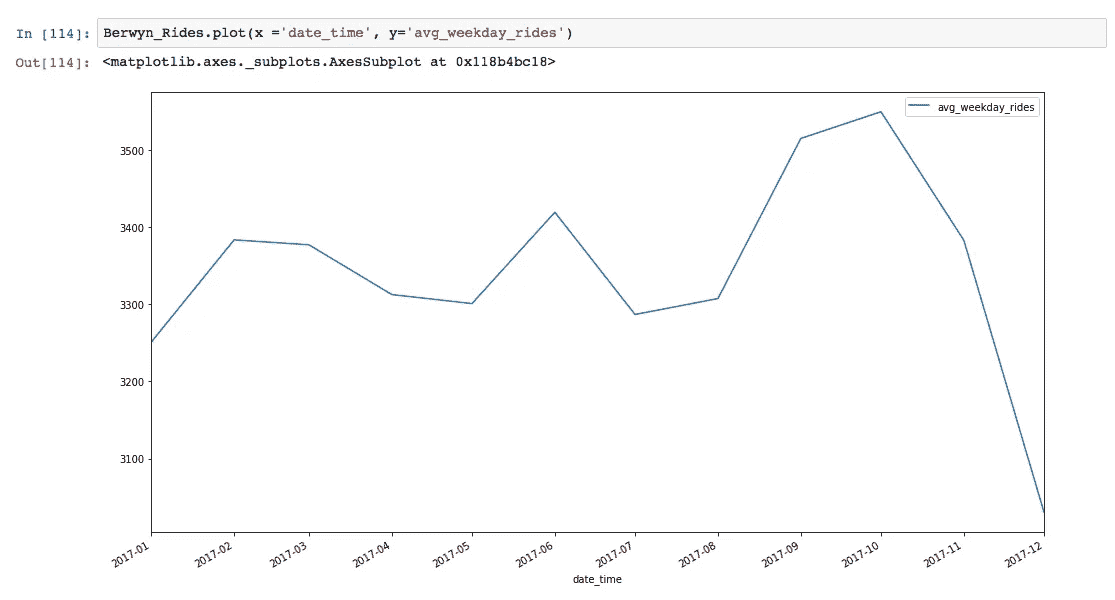 In [114]: Berwyn_Rides.plot(x ='date_time', y='avg_weekday_rides')
Out[114]: <matplotlib.axes._subplots.AxesSubplot at 0x118b4bc18>
avg_weekday_rides
3500
3400
3300
3200
3100
2017-01 2017-02 2017-03 2017-04 2017-05 2017-06 2017-07 2017-08 2017-09 2017-10 2017-11 2017-12
date_time